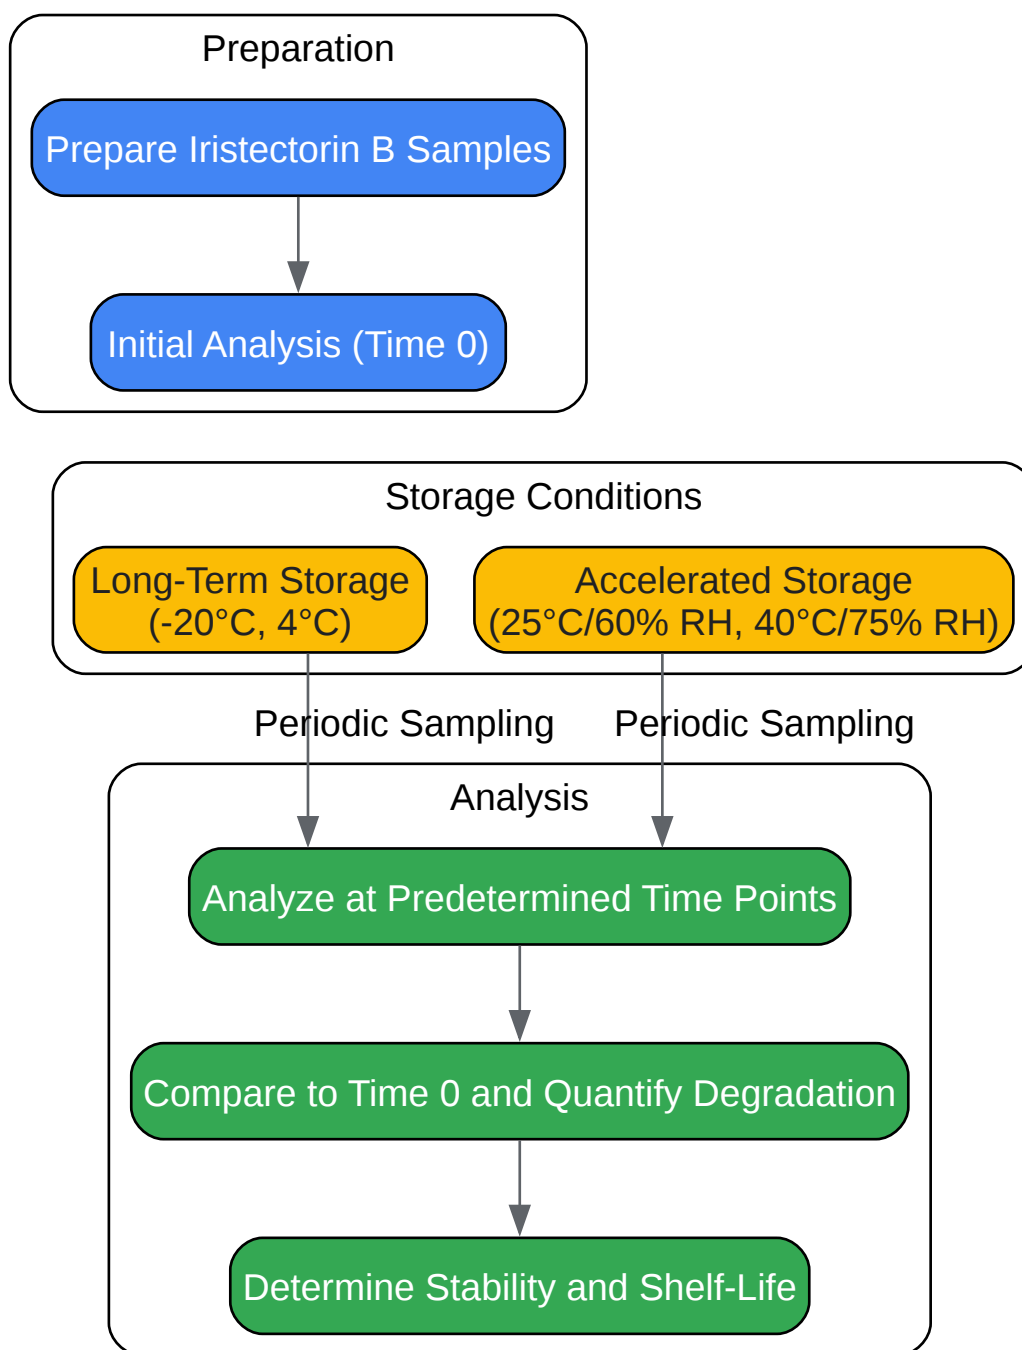 Preparation
Prepare Iristectorin B Samples
Initial Analysis (Time 0)
Storage Conditions
Long-Term Storage
(-20°C, 4°C)
Accelerated Storage
(25°C/60% RH, 40°C/75% RH)
Periodic Sampling
Periodic Sampling
Analysis
Analyze at Predetermined Time Points
Compare to Time 0 and Quantify Degradation
Determine Stability and Shelf-Life